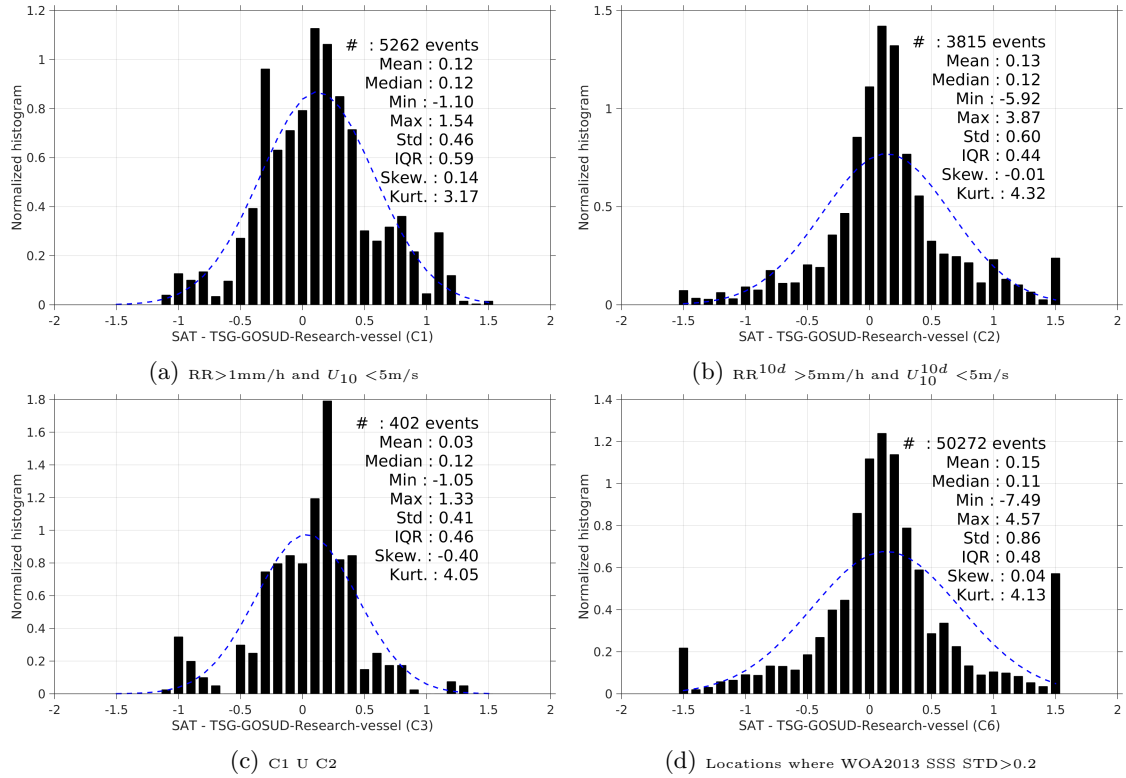 1.2
1
0.8
0.6
0.4
0.2
0
Normalized histogram
# : 5262 events
Mean : 0.12
Median : 0.12
Min : -1.10
Max : 1.54
Std : 0.46
IQR : 0.59
Skew. : 0.14
Kurt. : 3.17
-2 -1.5 -1 -0.5 0 0.5 1 1.5 2
SAT - TSG-GOSUD-Research-vessel (C1)
(a) RR>1mm/h and U10 <5m/s
1.5
1
0.5
0
Normalized histogram
# : 3815 events
Mean : 0.13
Median : 0.12
Min : -5.92
Max : 3.87
Std : 0.60
IQR : 0.44
Skew. : -0.01
Kurt. : 4.32
-2 -1.5 -1 -0.5 0 0.5 1 1.5 2
SAT - TSG-GOSUD-Research-vessel (C2)
(b) RR^10d >5mm/h and U10^10d <5m/s
1.8
1.6
1.4
1.2
1
0.8
0.6
0.4
0.2
0
Normalized histogram
# : 402 events
Mean : 0.03
Median : 0.12
Min : -1.05
Max : 1.33
Std : 0.41
IQR : 0.46
Skew. : -0.40
Kurt. : 4.05
-2 -1.5 -1 -0.5 0 0.5 1 1.5 2
SAT - TSG-GOSUD-Research-vessel (C3)
(c) C1 U C2
1.4
1.2
1
0.8
0.6
0.4
0.2
0
Normalized histogram
# : 50272 events
Mean : 0.15
Median : 0.11
Min : -7.49
Max : 4.57
Std : 0.86
IQR : 0.48
Skew. : 0.04
Kurt. : 4.13
-2 -1.5 -1 -0.5 0 0.5 1 1.5 2
SAT - TSG-GOSUD-Research-vessel (C6)
(d) Locations where WOA2013 SSS STD>0.2